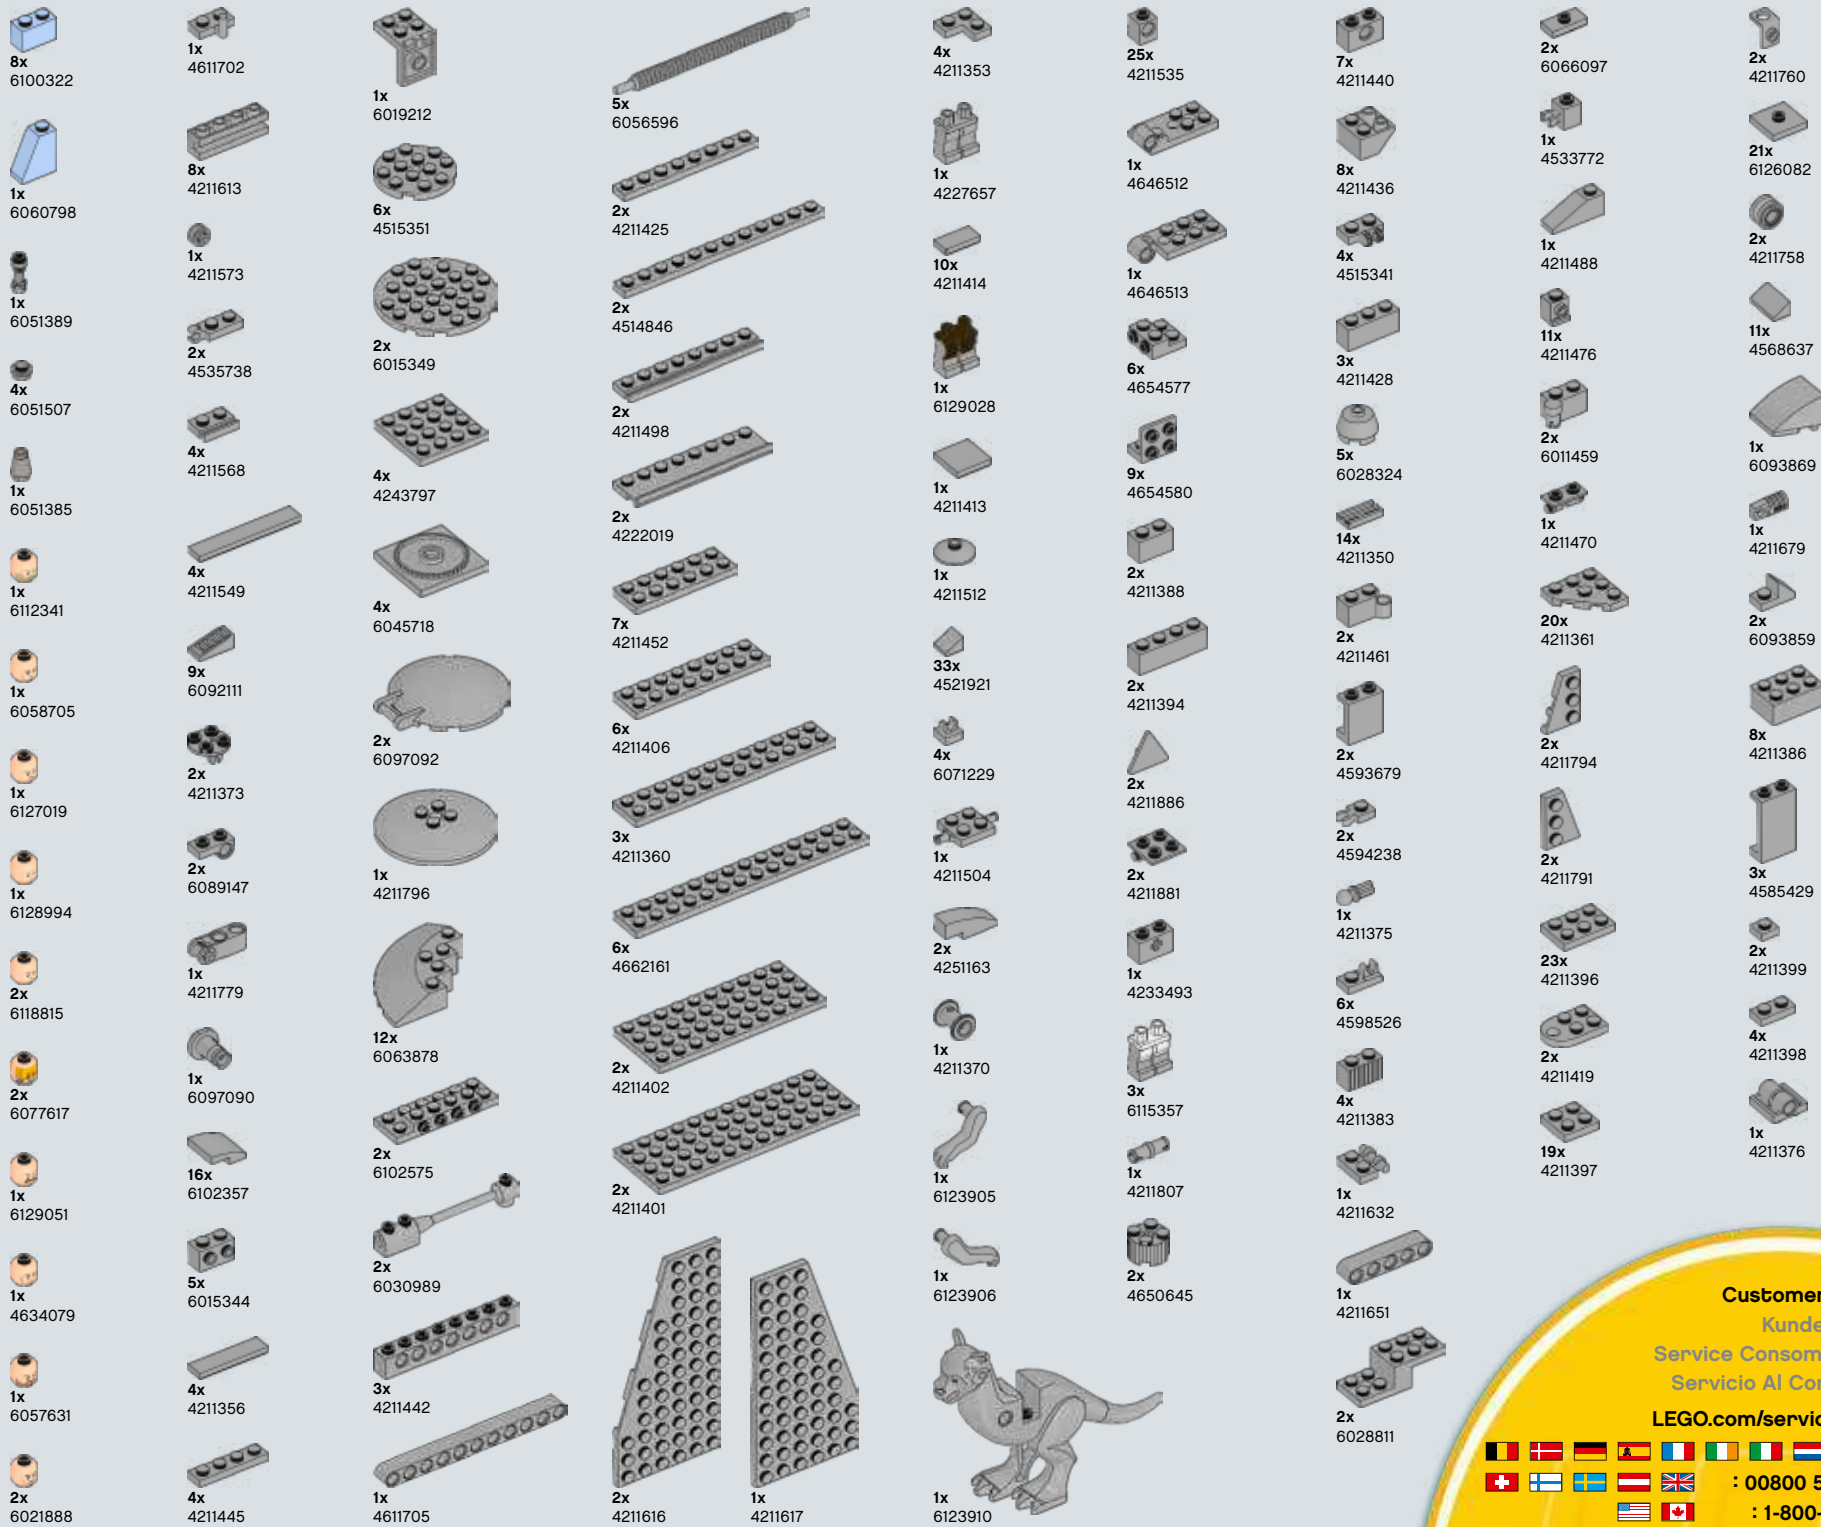 8x
6100322
1x
6060798
1x
6051389
4x
6051507
1x
6051385
1x
6112341
1x
6058705
1x
6127019
1x
6128994
2x
6118815
2x
6077617
1x
6129051
1x
4634079
1x
6057631
2x
6021888
1x
4611702
8x
4211613
1x
4211573
2x
4535738
4x
4211568
4x
4211549
9x
6092111
2x
4211373
2x
6089147
1x
4211779
1x
6097090
16x
6102357
5x
6015344
4x
4211356
4x
4211445
1x
6019212
6x
4515351
2x
6015349
4x
4243797
4x
6045718
2x
6097092
1x
4211796
12x
6063878
2x
6102575
2x
6030989
3x
4211442
1x
4611705
5x
6056596
2x
4211425
2x
4514846
2x
4211498
2x
4222019
7x
4211452
6x
4211406
3x
4211360
6x
4662161
2x
4211402
2x
4211401
2x
4211616
1x
4211617
4x
4211353
1x
4227657
10x
4211414
1x
6129028
1x
4211413
1x
4211512
33x
4521921
4x
6071229
1x
4211504
2x
4251163
1x
4211370
1x
6123905
1x
6123906
1x
6123910
25x
4211535
1x
4646512
1x
4646513
6x
4654577
9x
4654580
2x
4211388
2x
4211394
2x
4211886
2x
4211881
1x
4233493
3x
6115357
1x
4211807
2x
4650645
7x
4211440
8x
4211436
4x
4515341
3x
4211428
5x
6028324
14x
4211350
2x
4211461
2x
4593679
2x
4594238
1x
4211375
6x
4598526
4x
4211383
1x
4211632
1x
4211651
2x
6028811
2x
6066097
1x
4533772
1x
4211488
11x
4211476
2x
6011459
1x
4211470
20x
4211361
2x
4211794
2x
4211791
23x
4211396
2x
4211419
19x
4211397
2x
4211760
21x
6126082
2x
4211758
11x
4568637
1x
6093869
1x
4211679
2x
6093859
8x
4211386
3x
4585429
2x
4211399
4x
4211398
1x
4211376
Customer
Kunde
Service Consom
Servicio Al Con
LEGO.com/servic
: 00800 5
: 1-800-